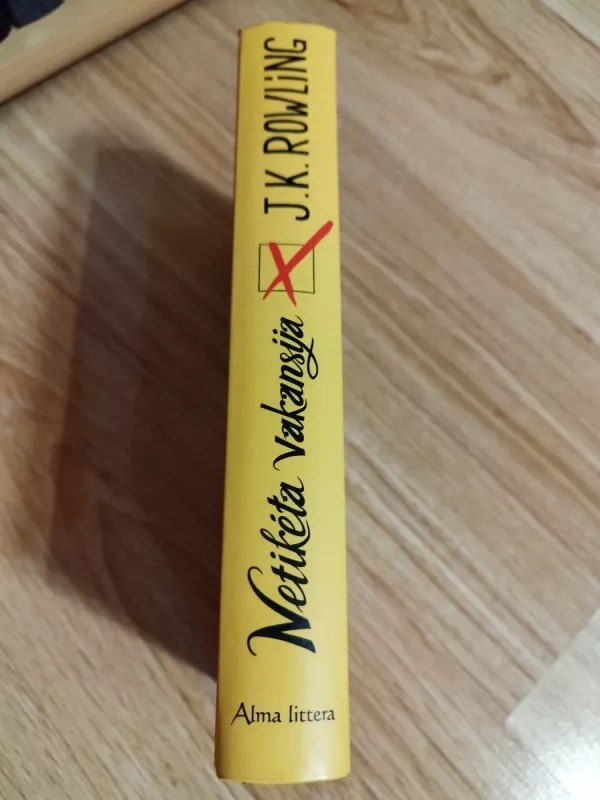 J.K. ROWLING
Netikėta vakansija
Alma littera